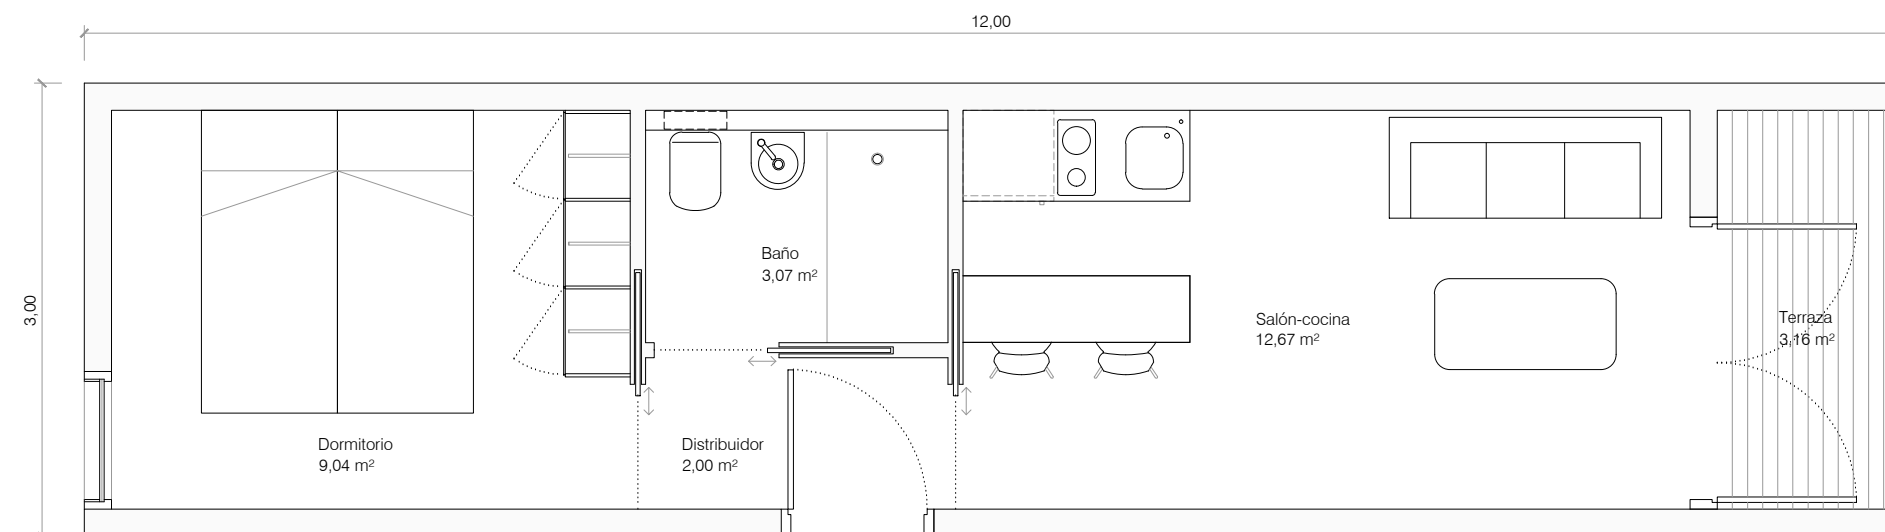 12,00
3,00
Baño
3,07 m²
Salón-cocina
12,67 m²
Terraza
3,16 m²
Dormitorio
9,04 m²
Distribuidor
2,00 m²